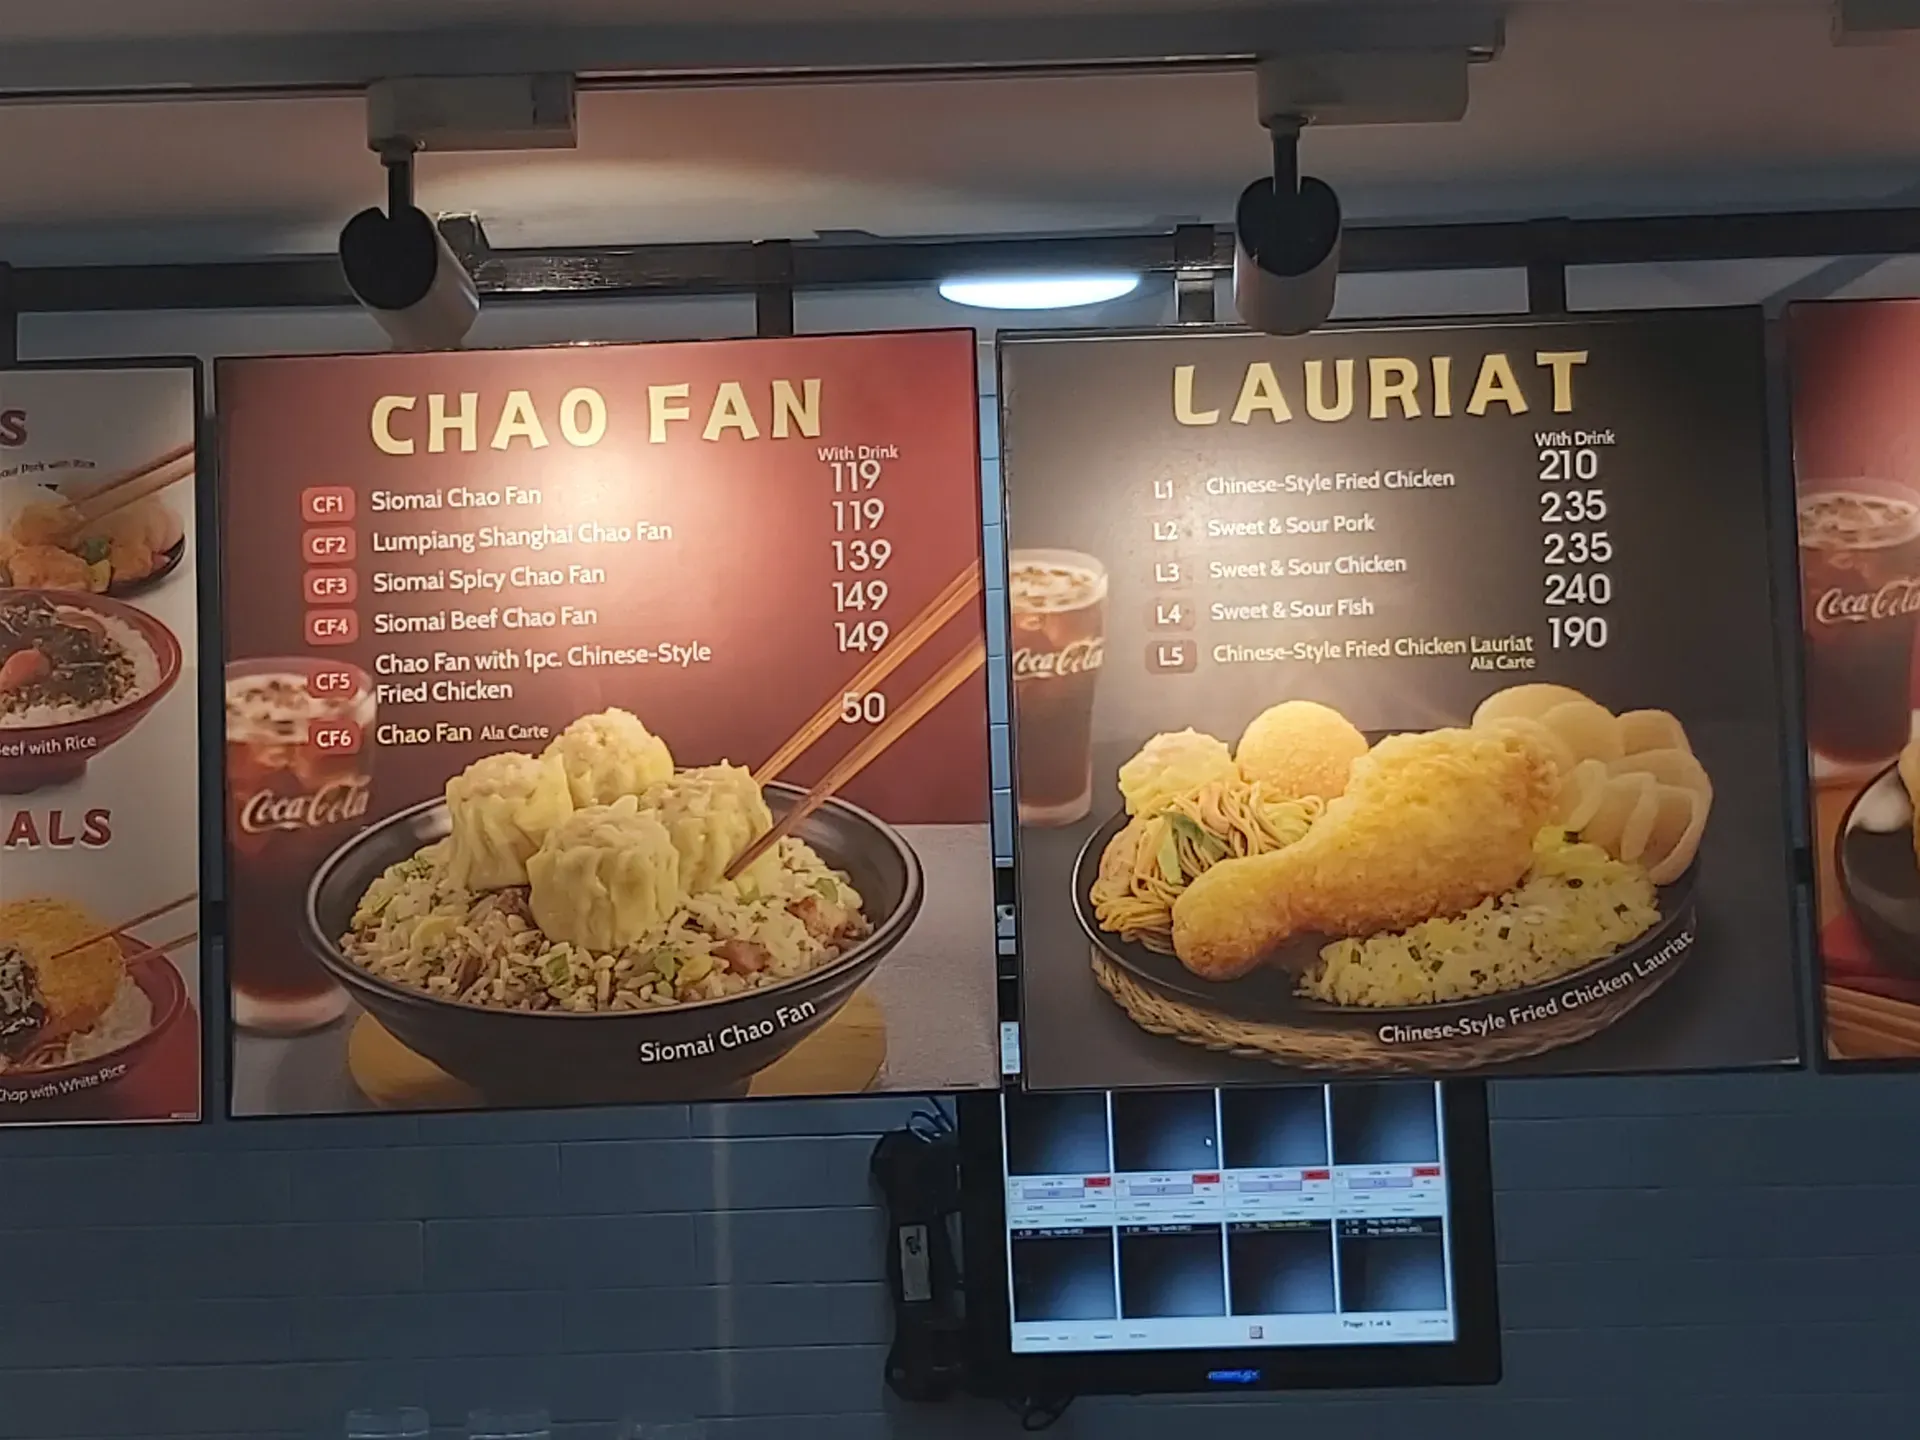 S
eef with Rice
ALS
Chop with White Rice
CHAO FAN
With Drink
CF1 Siomai Chao Fan 119
CF2 Lumpiang Shanghai Chao Fan 119
CF3 Siomai Spicy Chao Fan 139
CF4 Siomai Beef Chao Fan 149
CF5 Chao Fan with 1pc. Chinese-Style 149
Fried Chicken
CF6 Chao Fan Ala Carte 50
Coca-Cola
Siomai Chao Fan
LAURIAT
With Drink
L1 Chinese-Style Fried Chicken 210
L2 Sweet & Sour Pork 235
L3 Sweet & Sour Chicken 235
L4 Sweet & Sour Fish 240
L5 Chinese-Style Fried Chicken Lauriat 190
Ala Carte
Coca-Cola
Chinese-Style Fried Chicken Lauriat
Coca-Cola
Page: 1 of 6